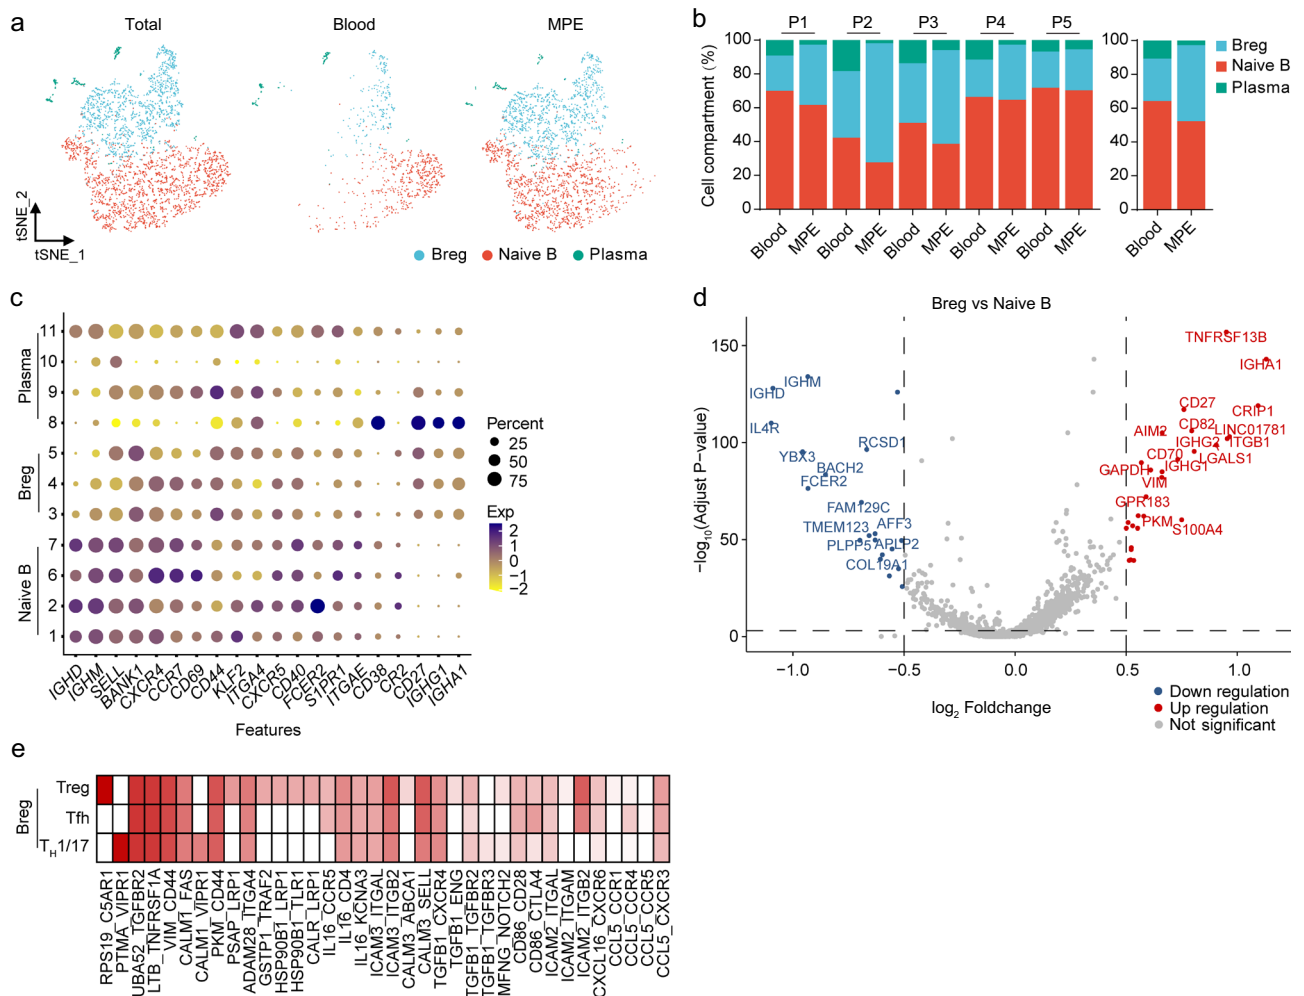 a
Total
Blood
MPE
tSNE_2
tSNE_1
Breg
Naive B
Plasma
b
P1
P2
P3
P4
P5
Cell compartment (%)
100
80
60
40
20
0
Blood
MPE
Blood
MPE
Blood
MPE
Blood
MPE
Blood
MPE
100
80
60
40
20
0
Blood
MPE
Breg
Naive B
Plasma
c
Plasma
Breg
Naive B
11
10
9
8
5
4
3
7
6
2
1
IGHD
IGHM
SELL
BANK1
CXCR4
CCR7
CD69
CD44
KLF2
ITGA4
CXCR5
CD40
FCER2
S1PR1
ITGAE
CD38
CR2
CD27
IGHG1
IGHA1
Features
Percent
25
50
75
Exp
2
1
0
−1
−2
d
Breg vs Naive B
−log10(Adjust P−value)
150
100
50
0
−1.0
−0.5
0.0
0.5
1.0
log2 Foldchange
IGHM
IGHD
IL4R
RCSD1
YBX3
BACH2
FCER2
FAM129C
TMEM123
AFF3
PLPP5
APLP2
COL19A1
TNFRSF13B
IGHA1
CD27
CRIP1
CD82
LINC01781
AIM2
IGHG2
ITGB1
CD70
LGALS1
GAPDH
IGHG1
VIM
GPR183
PKM
S100A4
Down regulation
Up regulation
Not significant
e
Breg
Treg
Tfh
TH1/17
RPS19_C5AR1
PTMA_VIPR1
UBA52_TGFBR2
LTB_TNFRSF1A
VIM_CD44
CALM1_FAS
CALM1_VIPR1
PKM_CD44
PSAP_LRP1
ADAM28_ITGA4
GSTP1_TRAF2
HSP90B1_LRP1
HSP90B1_TLR1
CALR_LRP1
IL16_CCR5
IL16_CD4
IL16_KCNA3
ICAM3_ITGAL
ICAM3_ITGB2
CALM3_ABCA1
CALM3_SELL
TGFB1_CXCR4
TGFB1_ENG
TGFB1_TGFBR2
TGFB1_TGFBR3
MFNG_NOTCH2
CD86_CD28
CD86_CTLA4
ICAM2_ITGAL
ICAM2_ITGAM
ICAM2_ITGB2
CXCL16_CXCR6
CCL5_CCR1
CCL5_CCR4
CCL5_CCR5
CCL5_CXCR3